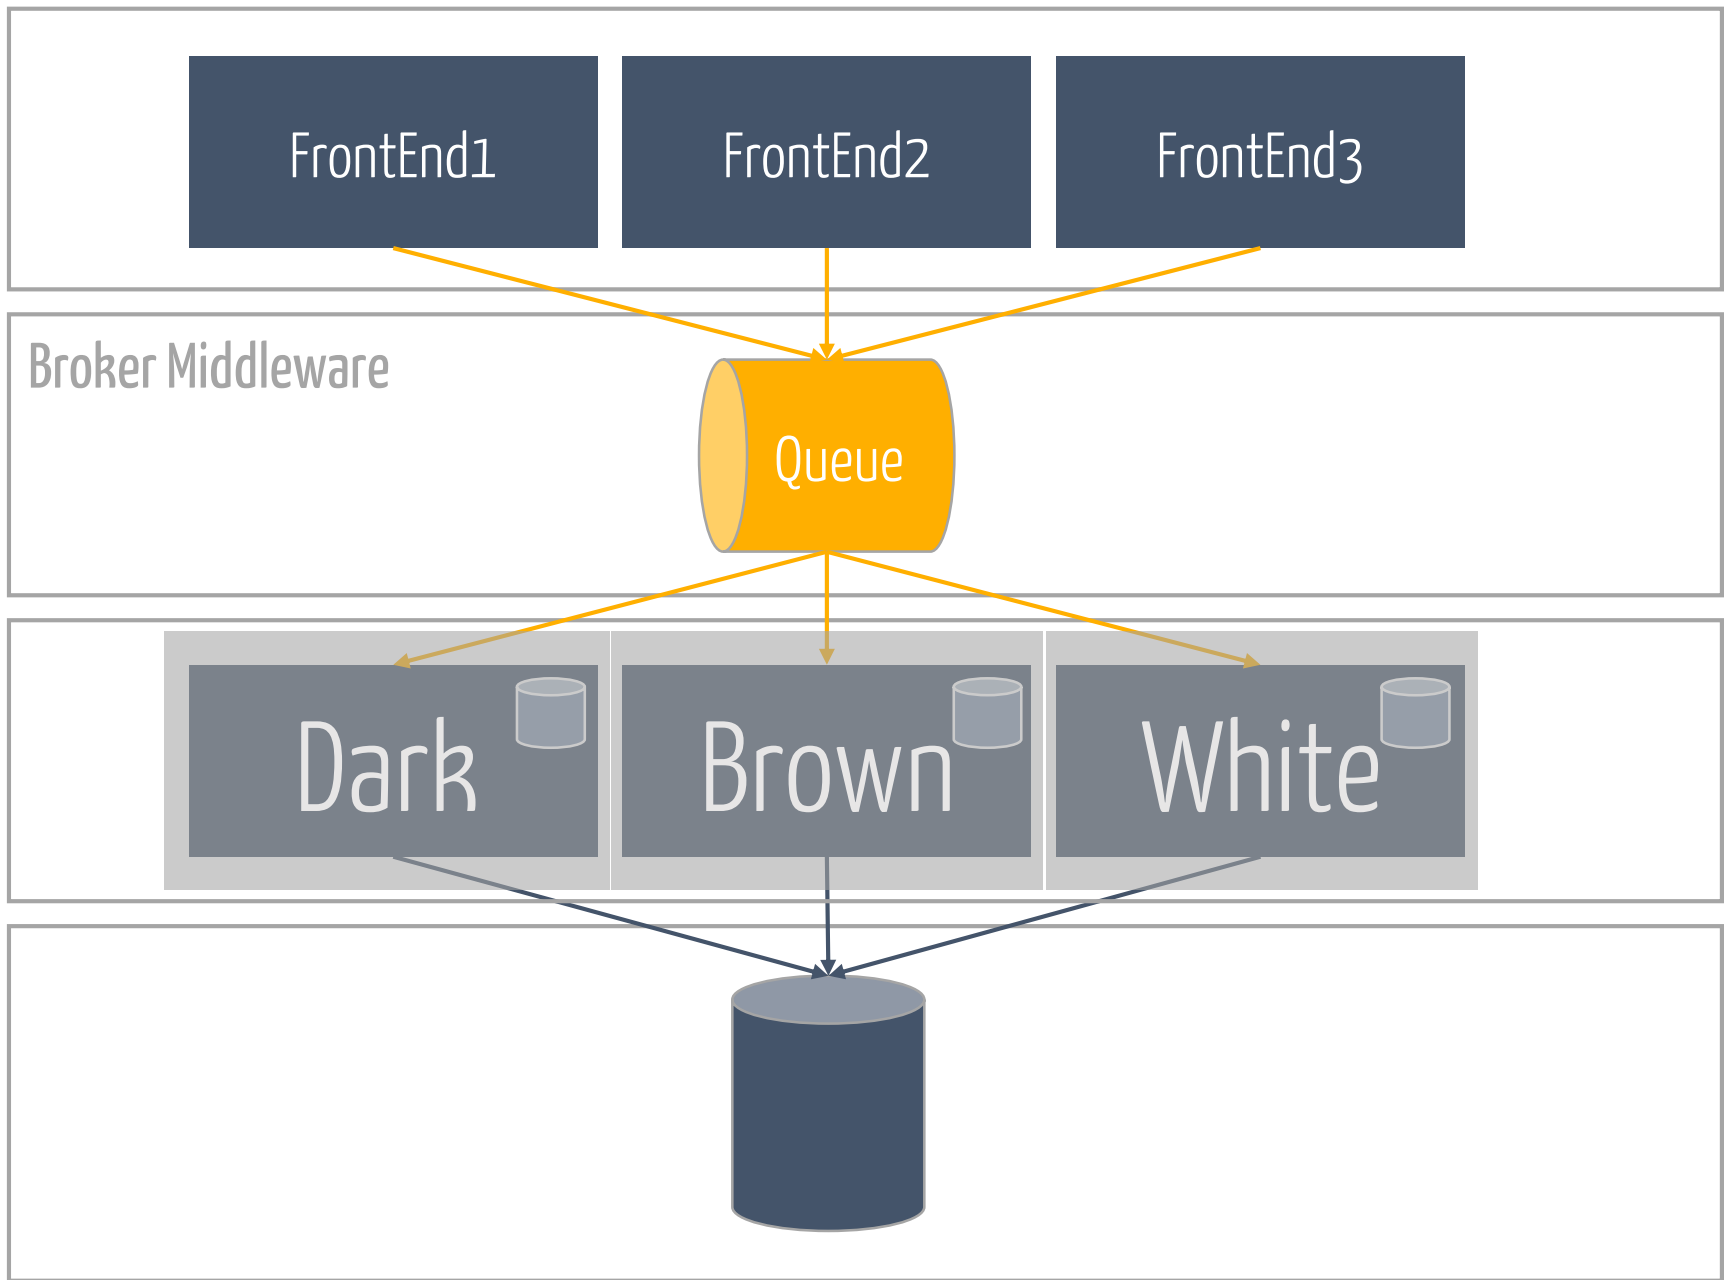 FrontEnd1
FrontEnd2
FrontEnd3
Broker Middleware
Queue
Dark
Brown
White